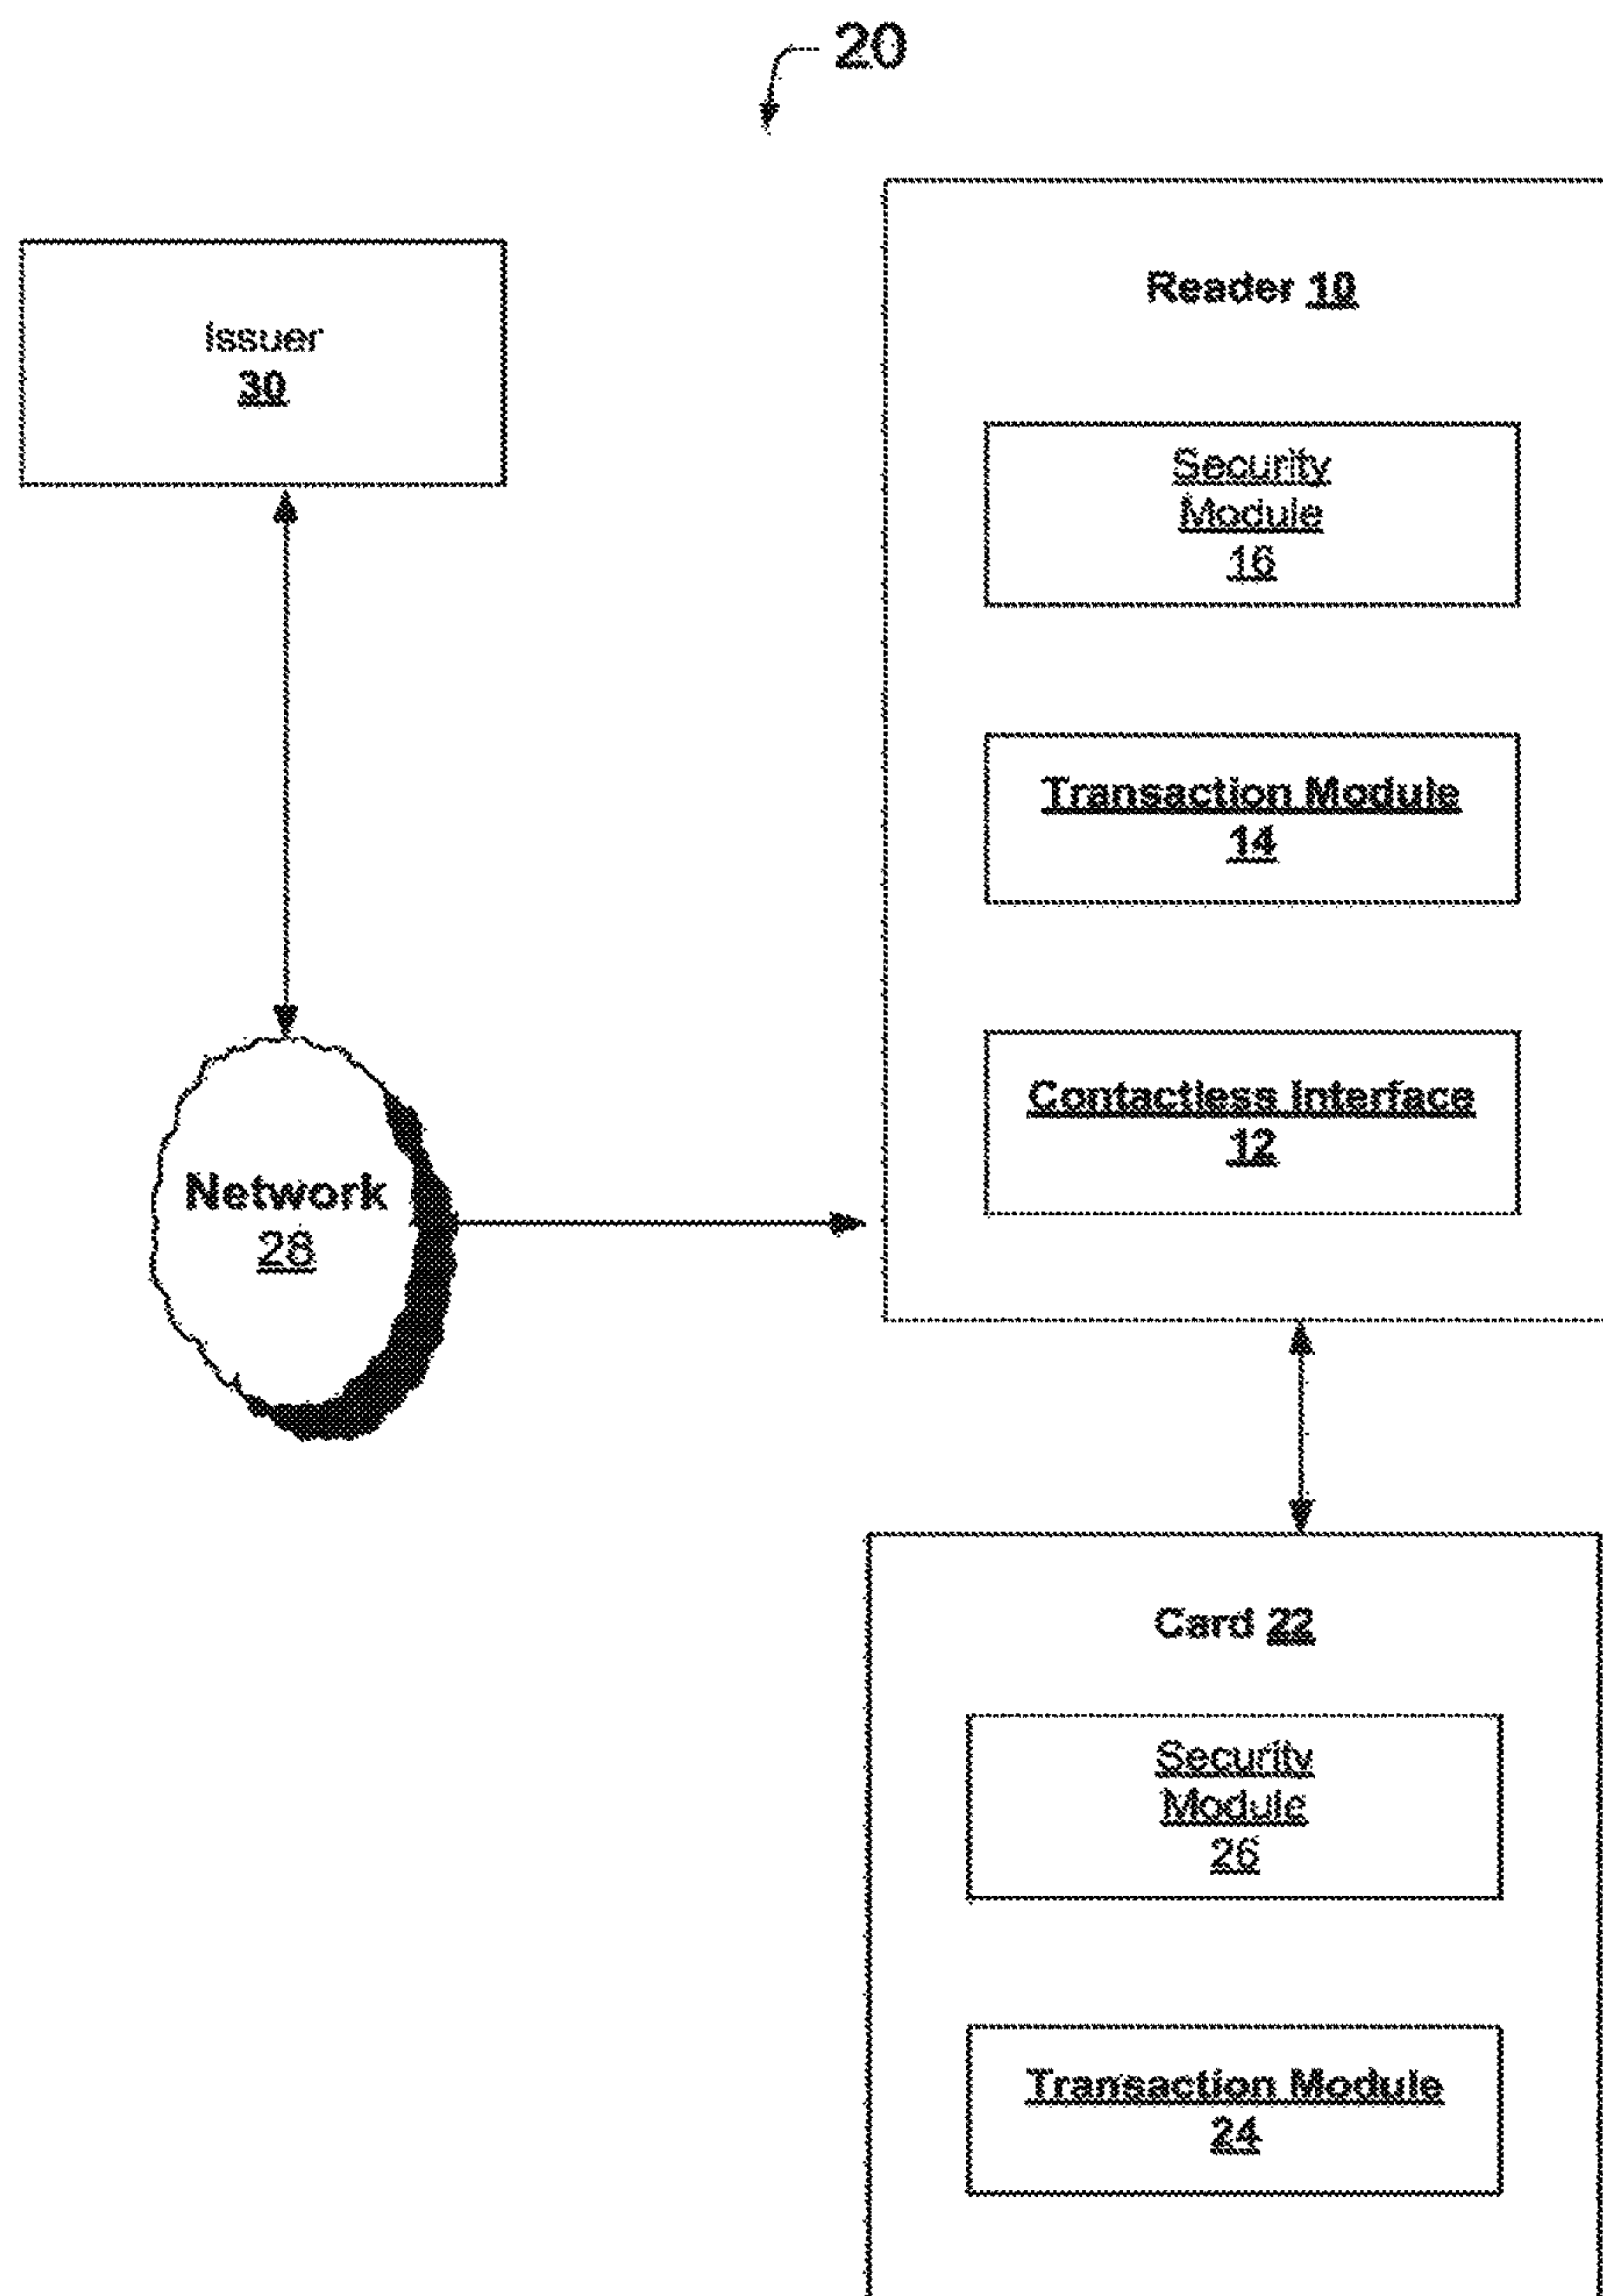 20
Issuer
30
Reader 10
Security
Module
16
Transaction Module
14
Contactless Interface
12
Network
28
Card 22
Security
Module
26
Transaction Module
24